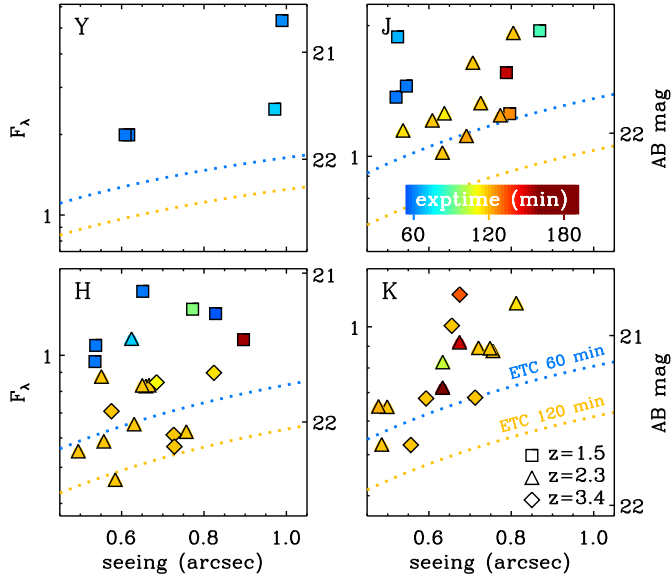 Y
J
21
22
22
1
1
F_λ
AB mag
exptime (min)
60 120 180
H
K
21
22
21
22
1
1
F_λ
AB mag
ETC 60 min
ETC 120 min
z=1.5
z=2.3
z=3.4
0.6 0.8 1.0
0.6 0.8 1.0
seeing (arcsec)
seeing (arcsec)